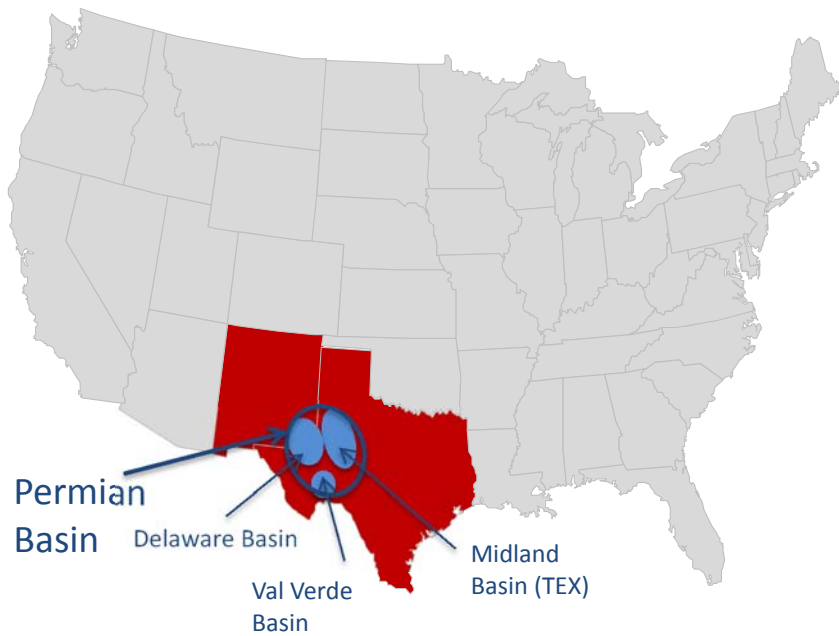 Permian
Basin
Delaware Basin
Val Verde
Basin
Midland
Basin (TEX)